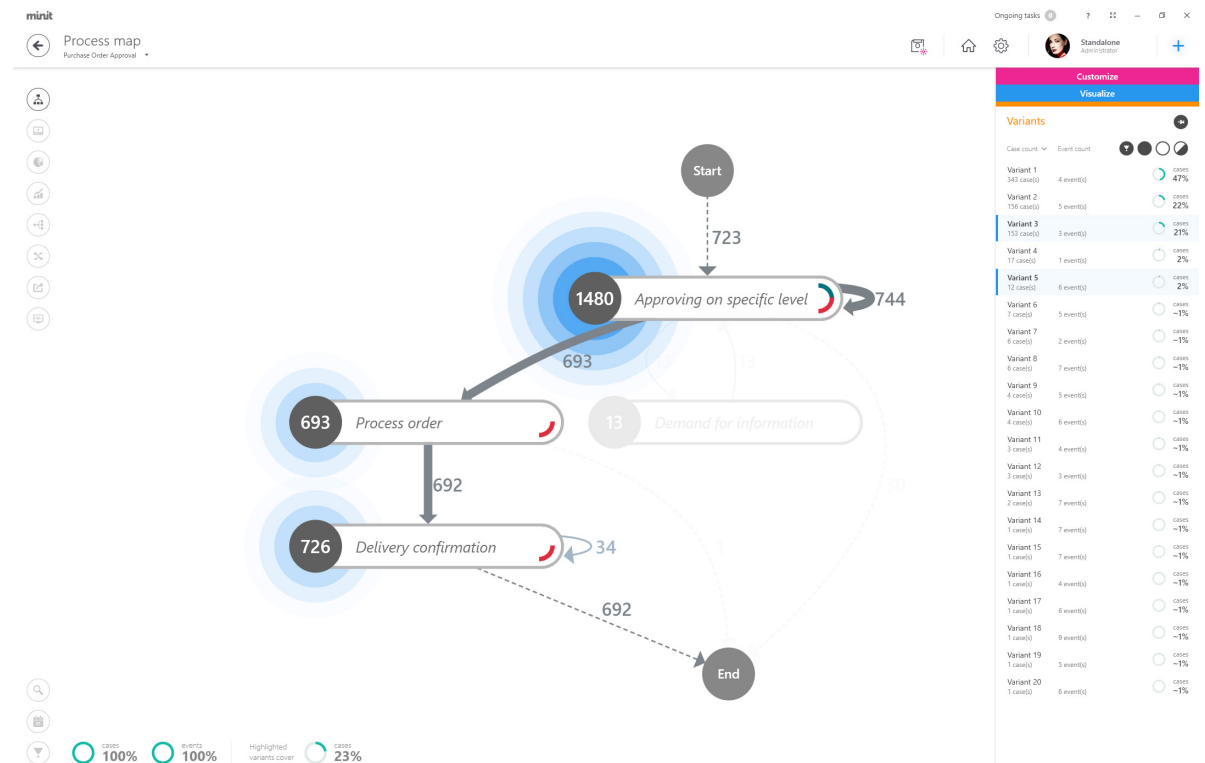 minit
Ongoing tasks 0 ?
Process map
Purchase Order Approval
Standalone
Administrator
Customize
Visualize
Variants
Case count Event count
Variant 1
343 case(s) 4 event(s)
cases
47%
Variant 2
156 case(s) 5 event(s)
cases
22%
Variant 3
153 case(s) 3 event(s)
cases
21%
Variant 4
17 case(s) 1 event(s)
cases
2%
Variant 5
12 case(s) 6 event(s)
cases
2%
Variant 6
7 case(s) 5 event(s)
cases
~1%
Variant 7
6 case(s) 2 event(s)
cases
~1%
Variant 8
6 case(s) 7 event(s)
cases
~1%
Variant 9
4 case(s) 5 event(s)
cases
~1%
Variant 10
4 case(s) 6 event(s)
cases
~1%
Variant 11
3 case(s) 4 event(s)
cases
~1%
Variant 12
3 case(s) 3 event(s)
cases
~1%
Variant 13
2 case(s) 7 event(s)
cases
~1%
Variant 14
1 case(s) 7 event(s)
cases
~1%
Variant 15
1 case(s) 7 event(s)
cases
~1%
Variant 16
1 case(s) 4 event(s)
cases
~1%
Variant 17
1 case(s) 6 event(s)
cases
~1%
Variant 18
1 case(s) 9 event(s)
cases
~1%
Variant 19
1 case(s) 5 event(s)
cases
~1%
Variant 20
1 case(s) 6 event(s)
cases
~1%
Start
723
1480 Approving on specific level 744
693
13
693 Process order
13 Demand for information
692
30
726 Delivery confirmation 34
692
End
cases
100%
events
100%
Highlighted
variants cover
cases
23%